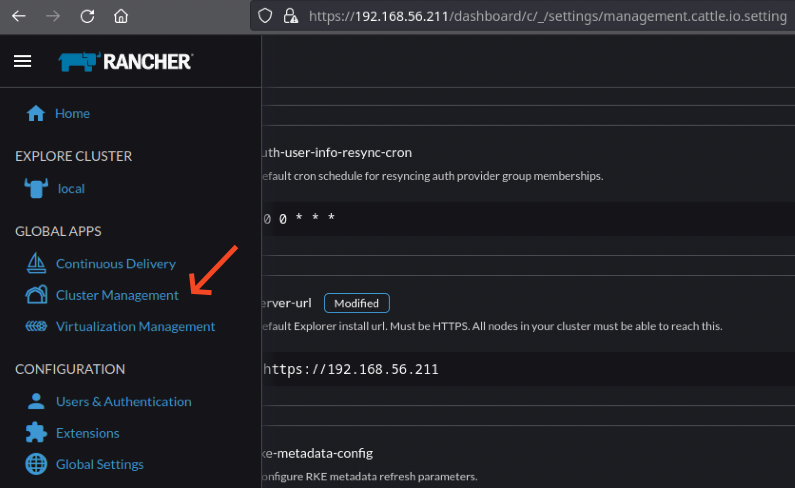 https://192.168.56.211/dashboard/c/_/settings/management.cattle.io.setting
RANCHER
Home
EXPLORE CLUSTER
local
GLOBAL APPS
Continuous Delivery
Cluster Management
Virtualization Management
CONFIGURATION
Users & Authentication
Extensions
Global Settings
uth-user-info-resync-cron
efault cron schedule for resyncing auth provider group memberships.
0 0 * * *
erver-url Modified
efault Explorer install url. Must be HTTPS. All nodes in your cluster must be able to reach this.
https://192.168.56.211
ke-metadata-config
onfigure RKE metadata refresh parameters.